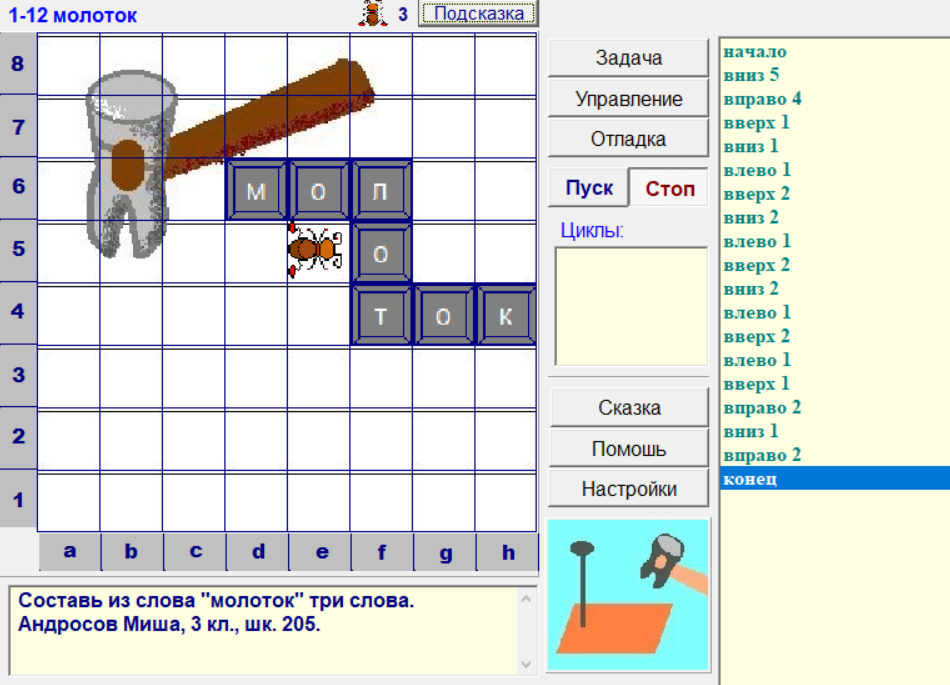 1-12 молоток
3 Подсказка
8
7
6 м о л
5 о
4 т о к
3
2
1
a b c d e f g h
Составь из слова "молоток" три слова.
Андросов Миша, 3 кл., шк. 205.
Задача
Управление
Отладка
Пуск Стоп
Циклы:
Сказка
Помошь
Настройки
начало
вниз 5
вправо 4
вверх 1
вниз 1
влево 1
вверх 2
вниз 2
влево 1
вверх 2
вниз 2
влево 1
вверх 2
влево 1
вверх 1
вправо 2
вниз 1
вправо 2
конец